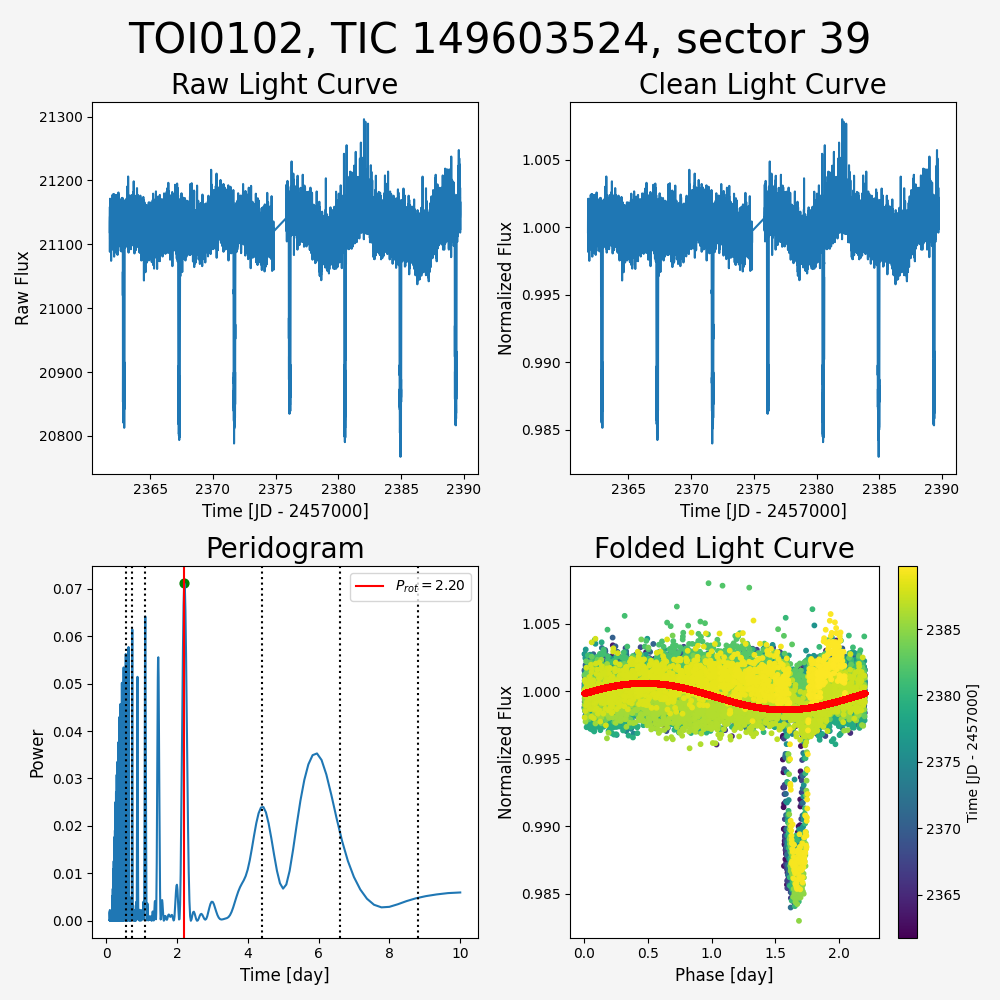 TOI0102, TIC 149603524, sector 39
Raw Light Curve
Clean Light Curve
21300
21200
21100
21000
20900
20800
Raw Flux
2365 2370 2375 2380 2385 2390
Time [JD - 2457000]
1.005
1.000
0.995
0.990
0.985
Normalized Flux
2365 2370 2375 2380 2385 2390
Time [JD - 2457000]
Peridogram
Folded Light Curve
0.07
0.06
0.05
0.04
0.03
0.02
0.01
0.00
Power
P_rot = 2.20
0 2 4 6 8 10
Time [day]
1.005
1.000
0.995
0.990
0.985
Normalized Flux
0.0 0.5 1.0 1.5 2.0
Phase [day]
2385
2380
2375
2370
2365
Time [JD - 2457000]